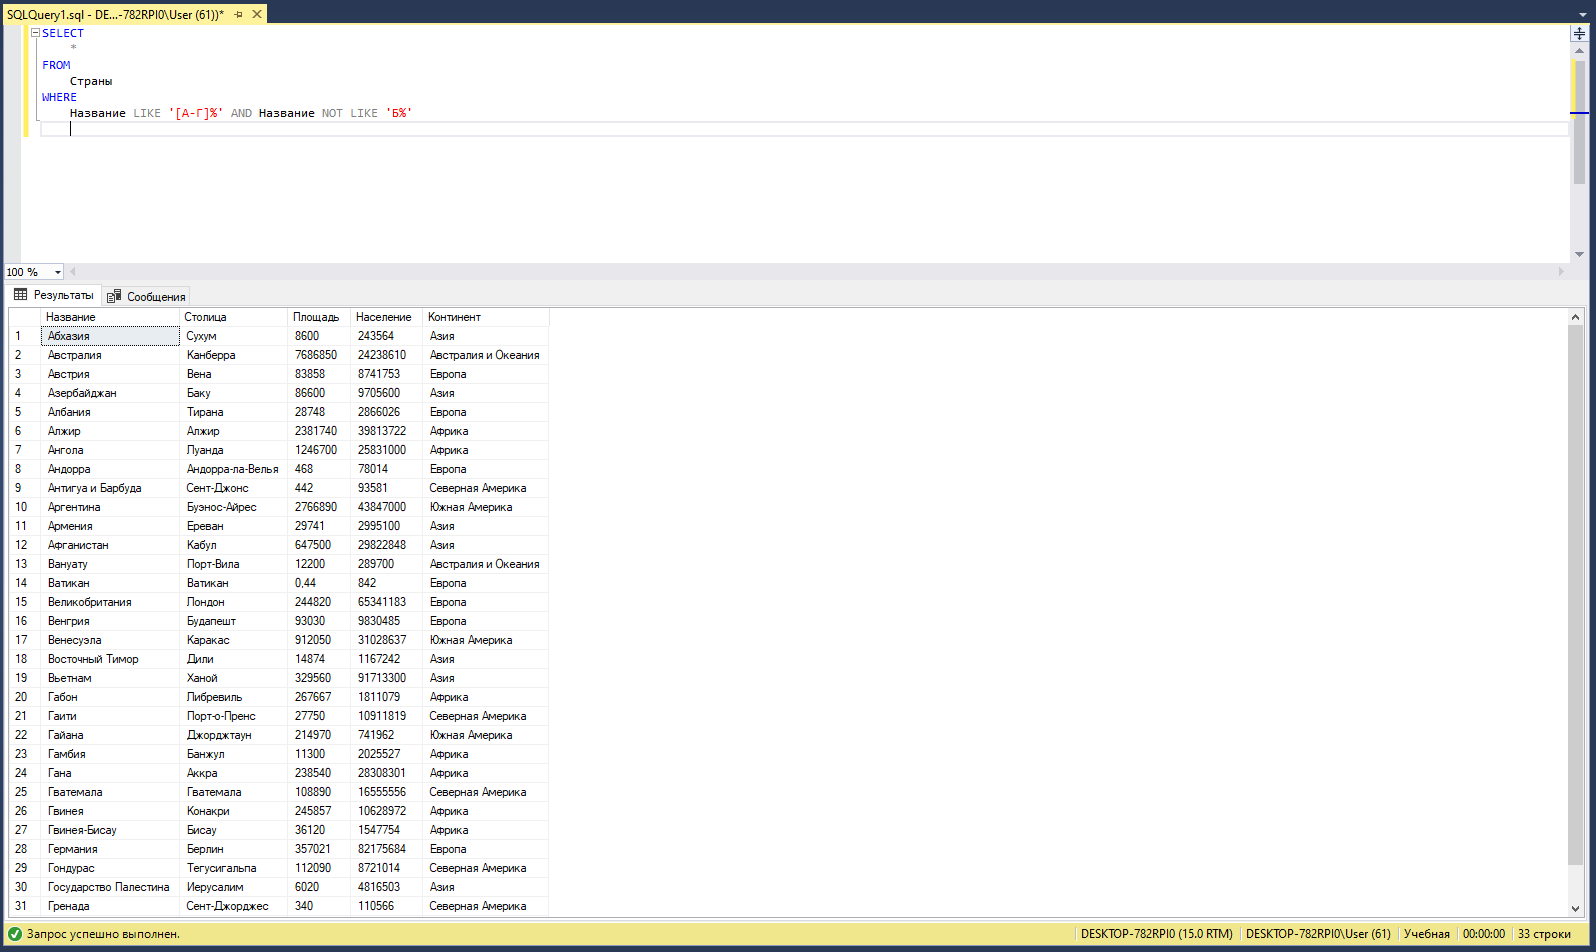 SQLQuery1.sql - DE...-782RPI0\User (61))*
SELECT
*
FROM
Страны
WHERE
Название LIKE '[А-Г]%' AND Название NOT LIKE 'Б%'
100 %
Результаты Сообщения
Название Столица Площадь Население Континент
1 Абхазия Сухум 8600 243564 Азия
2 Австралия Канберра 7686850 24238610 Австралия и Океания
3 Австрия Вена 83858 8741753 Европа
4 Азербайджан Баку 86600 9705600 Азия
5 Албания Тирана 28748 2866026 Европа
6 Алжир Алжир 2381740 39813722 Африка
7 Ангола Луанда 1246700 25831000 Африка
8 Андорра Андорра-ла-Велья 468 78014 Европа
9 Антигуа и Барбуда Сент-Джонс 442 93581 Северная Америка
10 Аргентина Буэнос-Айрес 2766890 43847000 Южная Америка
11 Армения Ереван 29741 2995100 Азия
12 Афганистан Кабул 647500 29822848 Азия
13 Вануату Порт-Вила 12200 289700 Австралия и Океания
14 Ватикан Ватикан 0,44 842 Европа
15 Великобритания Лондон 244820 65341183 Европа
16 Венгрия Будапешт 93030 9830485 Европа
17 Венесуэла Каракас 912050 31028637 Южная Америка
18 Восточный Тимор Дили 14874 1167242 Азия
19 Вьетнам Ханой 329560 91713300 Азия
20 Габон Либревиль 267667 1811079 Африка
21 Гаити Порт-о-Пренс 27750 10911819 Северная Америка
22 Гайана Джорджтаун 214970 741962 Южная Америка
23 Гамбия Банжул 11300 2025527 Африка
24 Гана Аккра 238540 28308301 Африка
25 Гватемала Гватемала 108890 16555556 Северная Америка
26 Гвинея Конакри 245857 10628972 Африка
27 Гвинея-Бисау Бисау 36120 1547754 Африка
28 Германия Берлин 357021 82175684 Европа
29 Гондурас Тегусигальпа 112090 8721014 Северная Америка
30 Государство Палестина Иерусалим 6020 4816503 Азия
31 Гренада Сент-Джорджес 340 110566 Северная Америка
Запрос успешно выполнен. DESKTOP-782RPI0 (15.0 RTM) DESKTOP-782RPI0\User (61) Учебная 00:00:00 33 строки